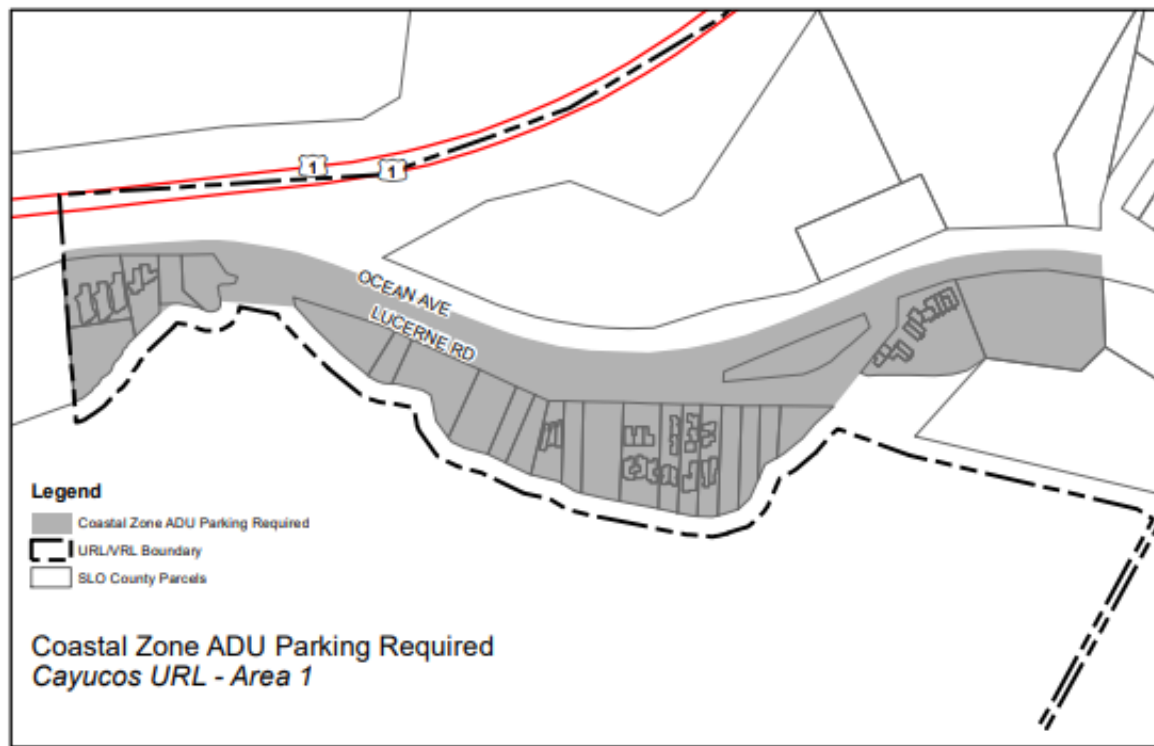 1
1
OCEAN AVE
LUCERNE RD
Legend
Coastal Zone ADU Parking Required
URL/VRL Boundary
SLO County Parcels
Coastal Zone ADU Parking Required
Cayucos URL - Area 1